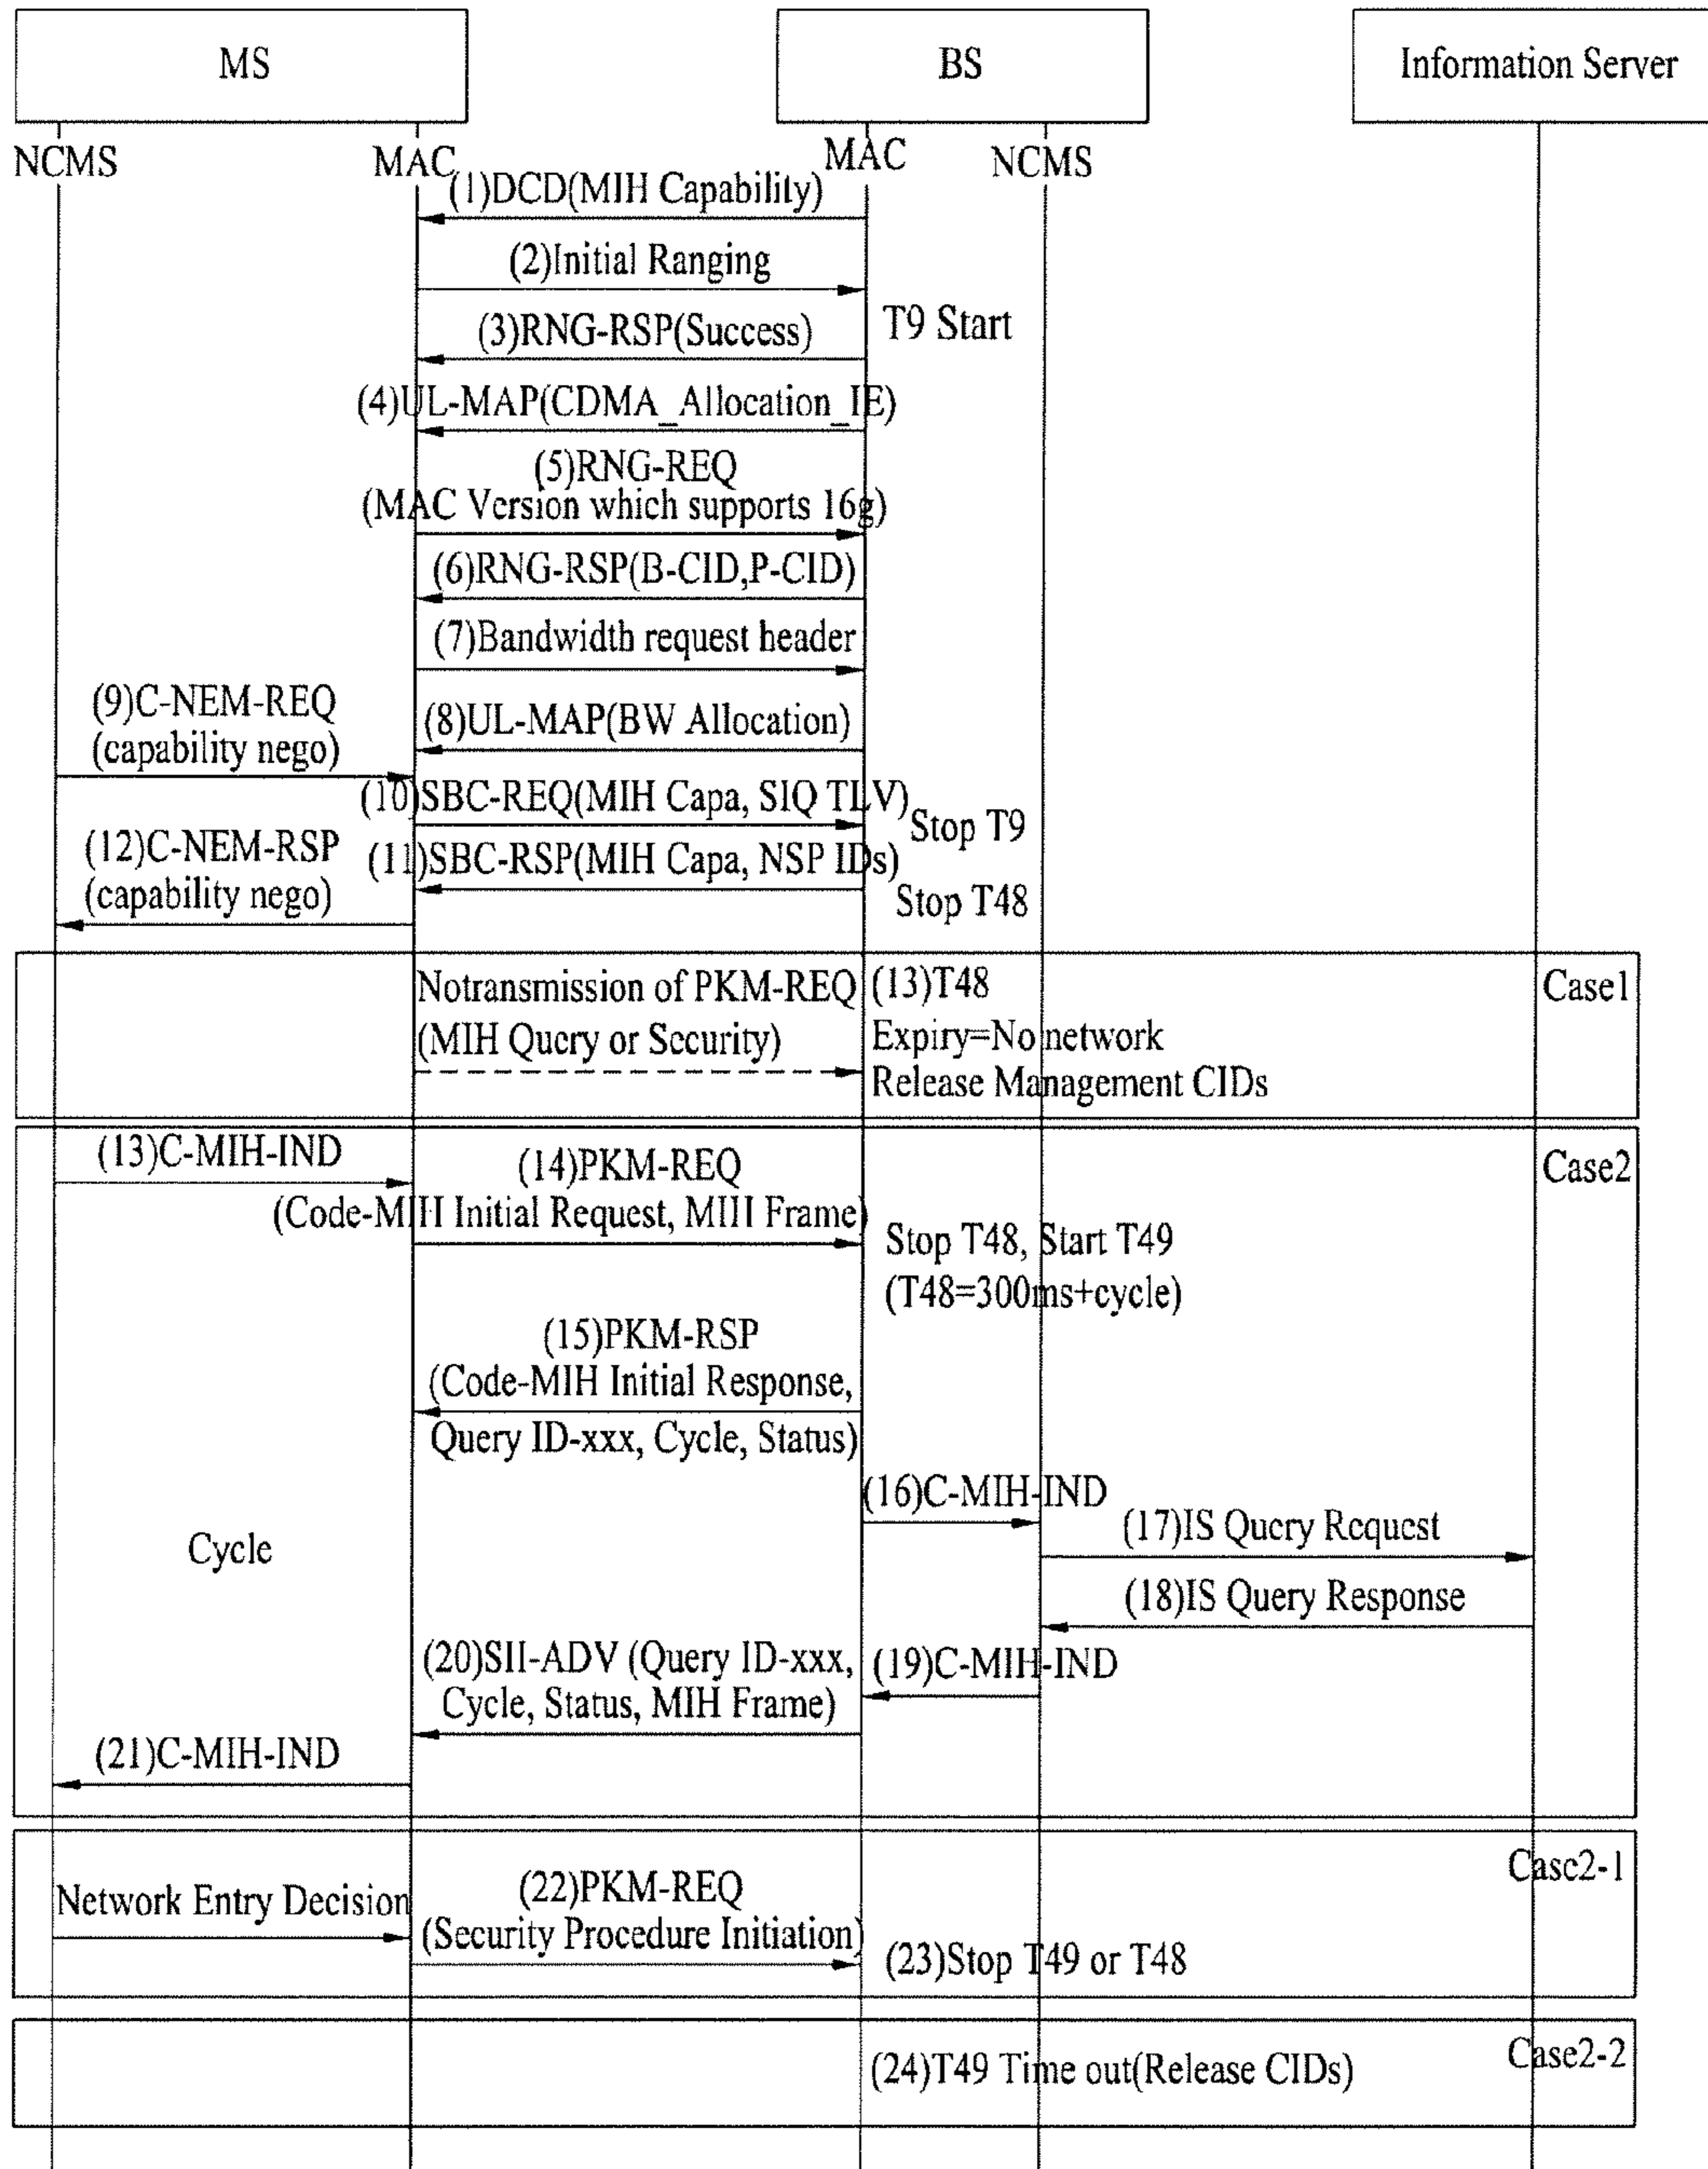 MS
BS
Information Server
NCMS
MAC
MAC
NCMS
(1)DCD(MIH Capability)
(2)Initial Ranging
T9 Start
(3)RNG-RSP(Success)
(4)UL-MAP(CDMA_Allocation_IE)
(5)RNG-REQ
(MAC Version which supports 16g)
(6)RNG-RSP(B-CID,P-CID)
(7)Bandwidth request header
(9)C-NEM-REQ
(capability nego)
(8)UL-MAP(BW Allocation)
(10)SBC-REQ(MIH Capa, SIQ TLV)
Stop T9
(12)C-NEM-RSP
(capability nego)
(11)SBC-RSP(MIH Capa, NSP IDs)
Stop T48
Case1
Notransmission of PKM-REQ
(MIH Query or Security)
(13)T48
Expiry=No network
Release Management CIDs
Case2
(13)C-MIH-IND
(14)PKM-REQ
(Code-MIH Initial Request, MIH Frame)
Stop T48, Start T49
(T48=300ms+cycle)
(15)PKM-RSP
(Code-MIH Initial Response,
Query ID-xxx, Cycle, Status)
(16)C-MIH-IND
(17)IS Query Request
Cycle
(18)IS Query Response
(19)C-MIH-IND
(20)SII-ADV (Query ID-xxx,
Cycle, Status, MIH Frame)
(21)C-MIH-IND
Case2-1
Network Entry Decision
(22)PKM-REQ
(Security Procedure Initiation)
(23)Stop T49 or T48
Case2-2
(24)T49 Time out(Release CIDs)